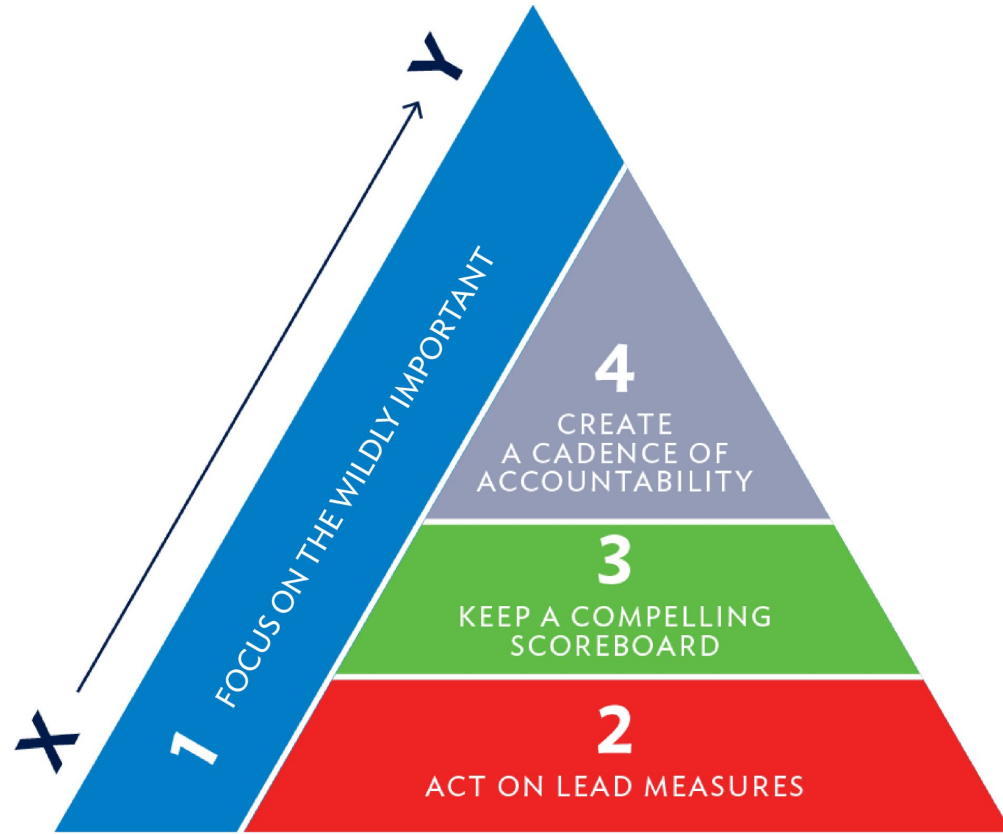 Y
X
1 FOCUS ON THE WILDLY IMPORTANT
4
CREATE
A CADENCE OF
ACCOUNTABILITY
3
KEEP A COMPELLING
SCOREBOARD
2
ACT ON LEAD MEASURES